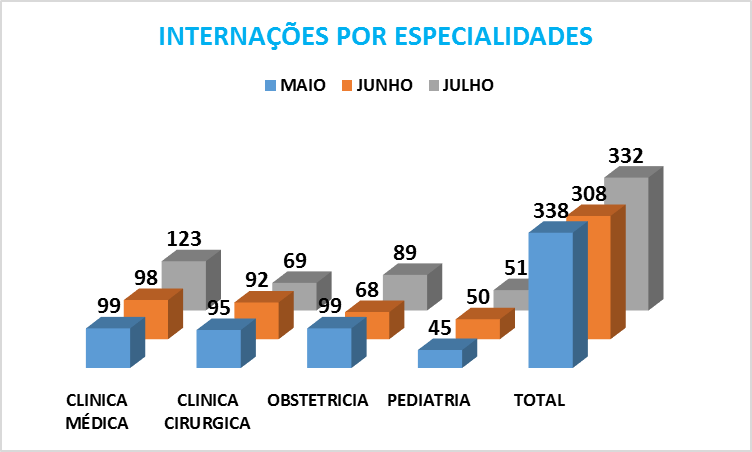 INTERNAÇÕES POR ESPECIALIDADES
MAIO JUNHO JULHO
99 98 123
95 92 69
99 68 89
45 50 51
338 308 332
CLINICA
MÉDICA
CLINICA
CIRURGICA
OBSTETRICIA
PEDIATRIA
TOTAL